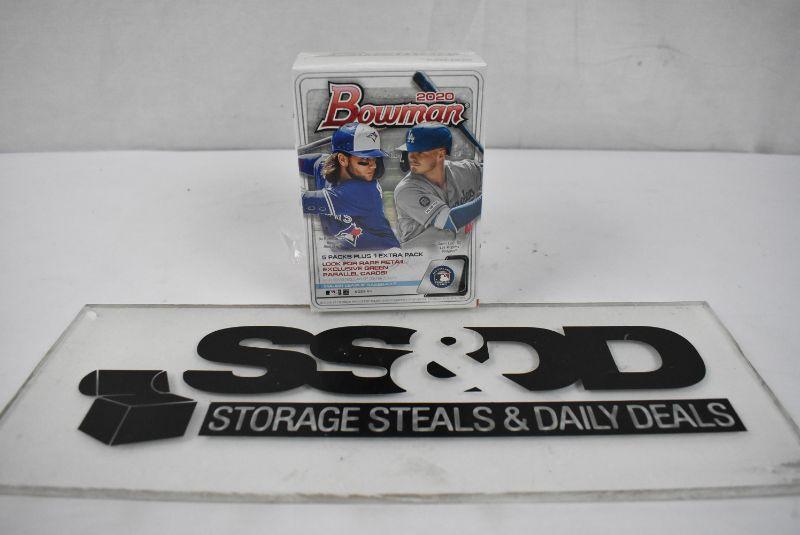 2020
Bowman
5 PACKS PLUS 1 EXTRA PACK
LOOK FOR RARE RETAIL
EXCLUSIVE GREEN
PARALLEL CARDS!
SS&DD
STORAGE STEALS & DAILY DEALS